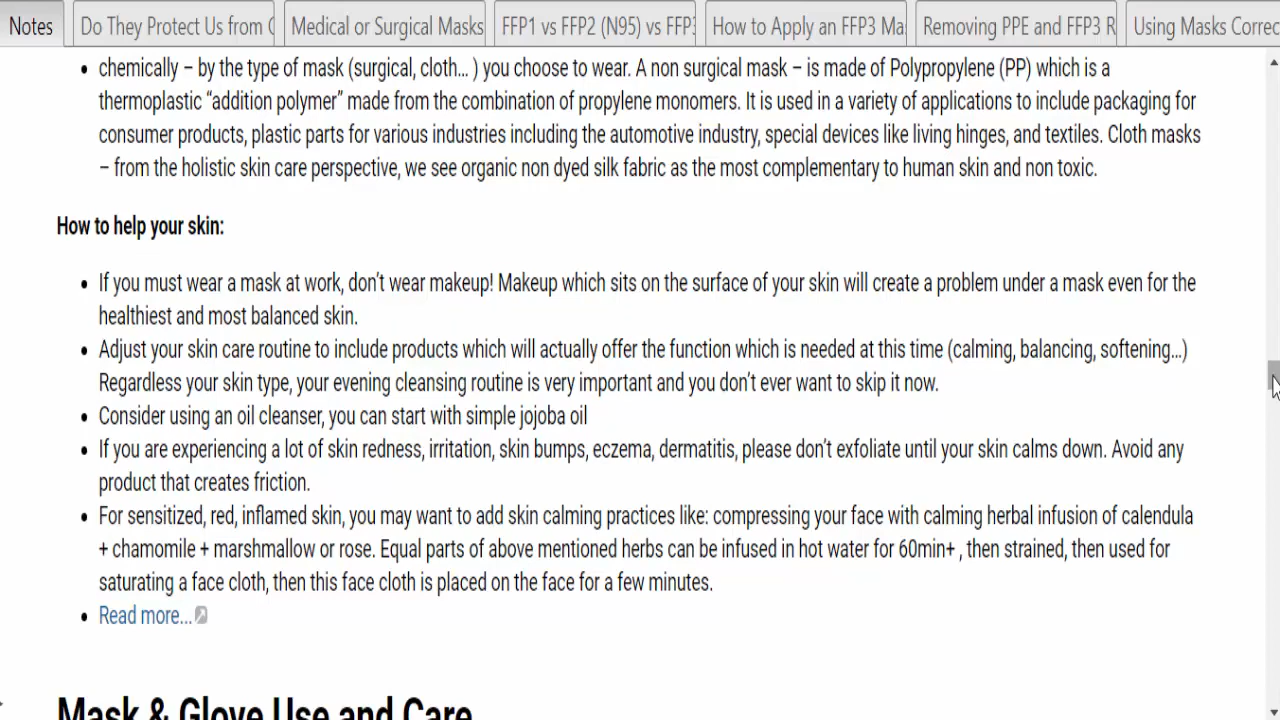 Notes
Do They Protect Us from C
Medical or Surgical Masks
FFP1 vs FFP2 (N95) vs FFP3
How to Apply an FFP3 Ma
Removing PPE and FFP3 R
Using Masks Correc
chemically – by the type of mask (surgical, cloth... ) you choose to wear. A non surgical mask – is made of Polypropylene (PP) which is a
thermoplastic “addition polymer” made from the combination of propylene monomers. It is used in a variety of applications to include packaging for
consumer products, plastic parts for various industries including the automotive industry, special devices like living hinges, and textiles. Cloth masks
– from the holistic skin care perspective, we see organic non dyed silk fabric as the most complementary to human skin and non toxic.
How to help your skin:
If you must wear a mask at work, don’t wear makeup! Makeup which sits on the surface of your skin will create a problem under a mask even for the
healthiest and most balanced skin.
Adjust your skin care routine to include products which will actually offer the function which is needed at this time (calming, balancing, softening...)
Regardless your skin type, your evening cleansing routine is very important and you don’t ever want to skip it now.
Consider using an oil cleanser, you can start with simple jojoba oil
If you are experiencing a lot of skin redness, irritation, skin bumps, eczema, dermatitis, please don’t exfoliate until your skin calms down. Avoid any
product that creates friction.
For sensitized, red, inflamed skin, you may want to add skin calming practices like: compressing your face with calming herbal infusion of calendula
+ chamomile + marshmallow or rose. Equal parts of above mentioned herbs can be infused in hot water for 60min+ , then strained, then used for
saturating a face cloth, then this face cloth is placed on the face for a few minutes.
Read more...
Mask & Glove Use and Care